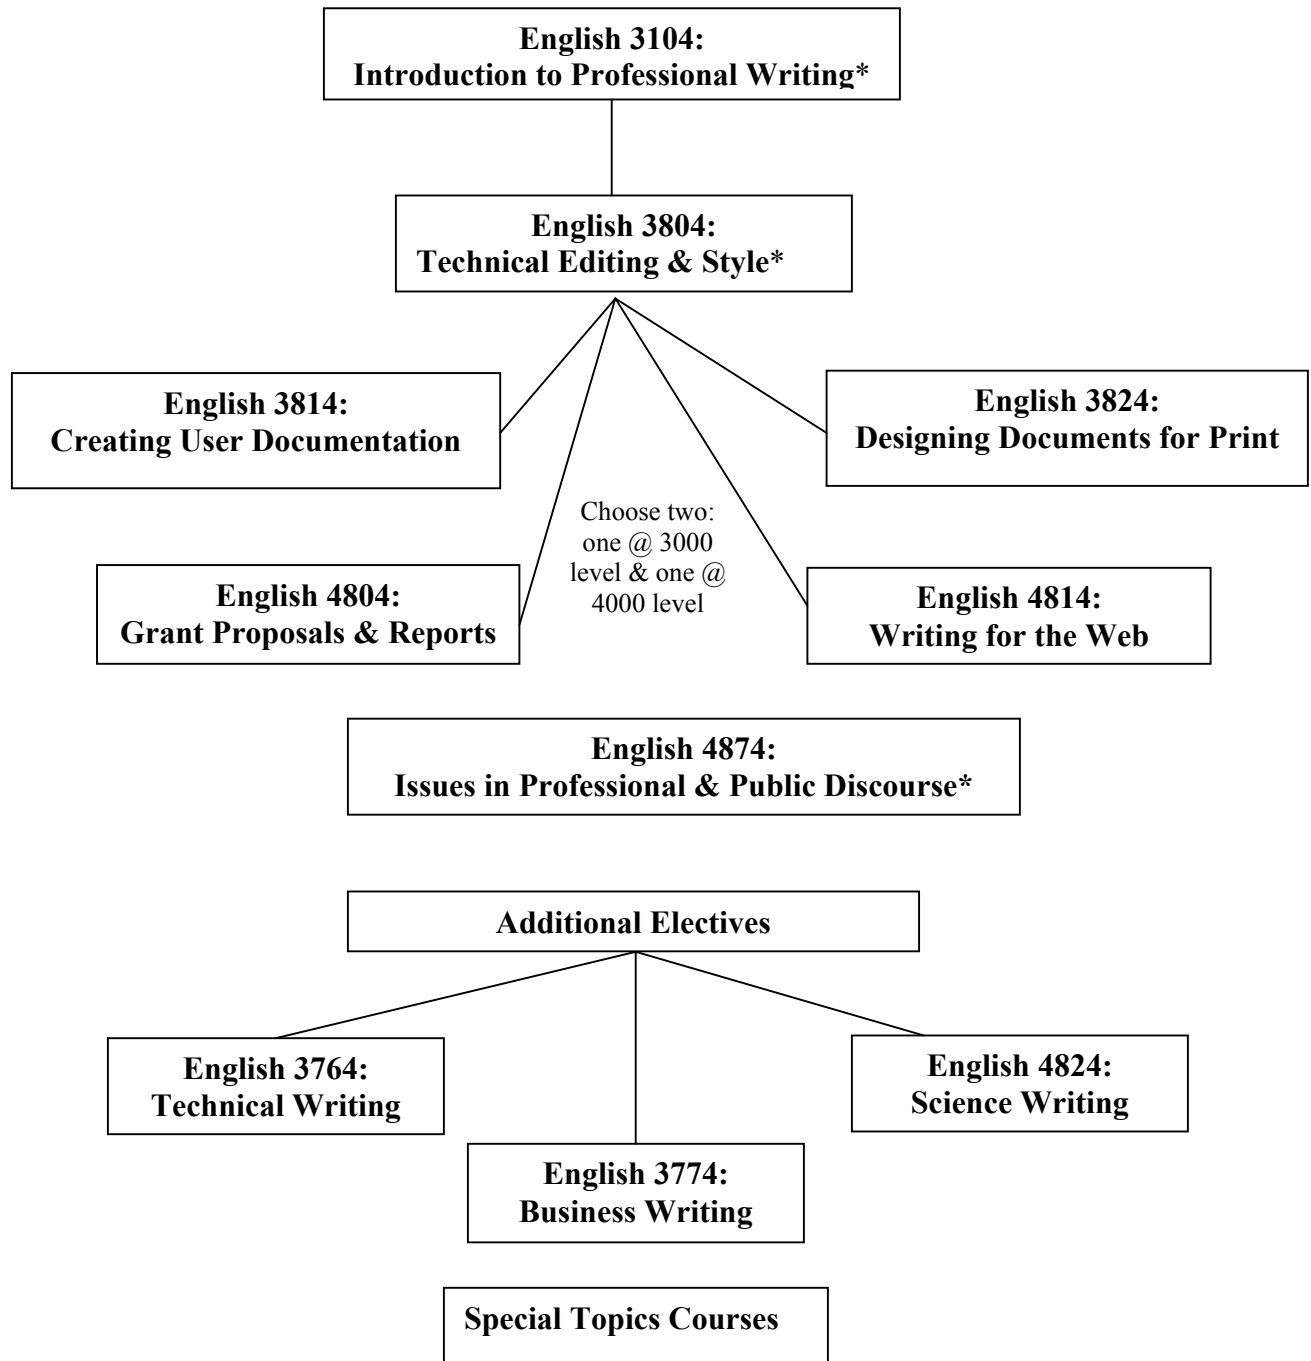 English 3104:
Introduction to Professional Writing*
English 3804:
Technical Editing & Style*
English 3814:
Creating User Documentation
English 3824:
Designing Documents for Print
Choose two:
one @ 3000
level & one @
4000 level
English 4804:
Grant Proposals & Reports
English 4814:
Writing for the Web
English 4874:
Issues in Professional & Public Discourse*
Additional Electives
English 3764:
Technical Writing
English 4824:
Science Writing
English 3774:
Business Writing
Special Topics Courses